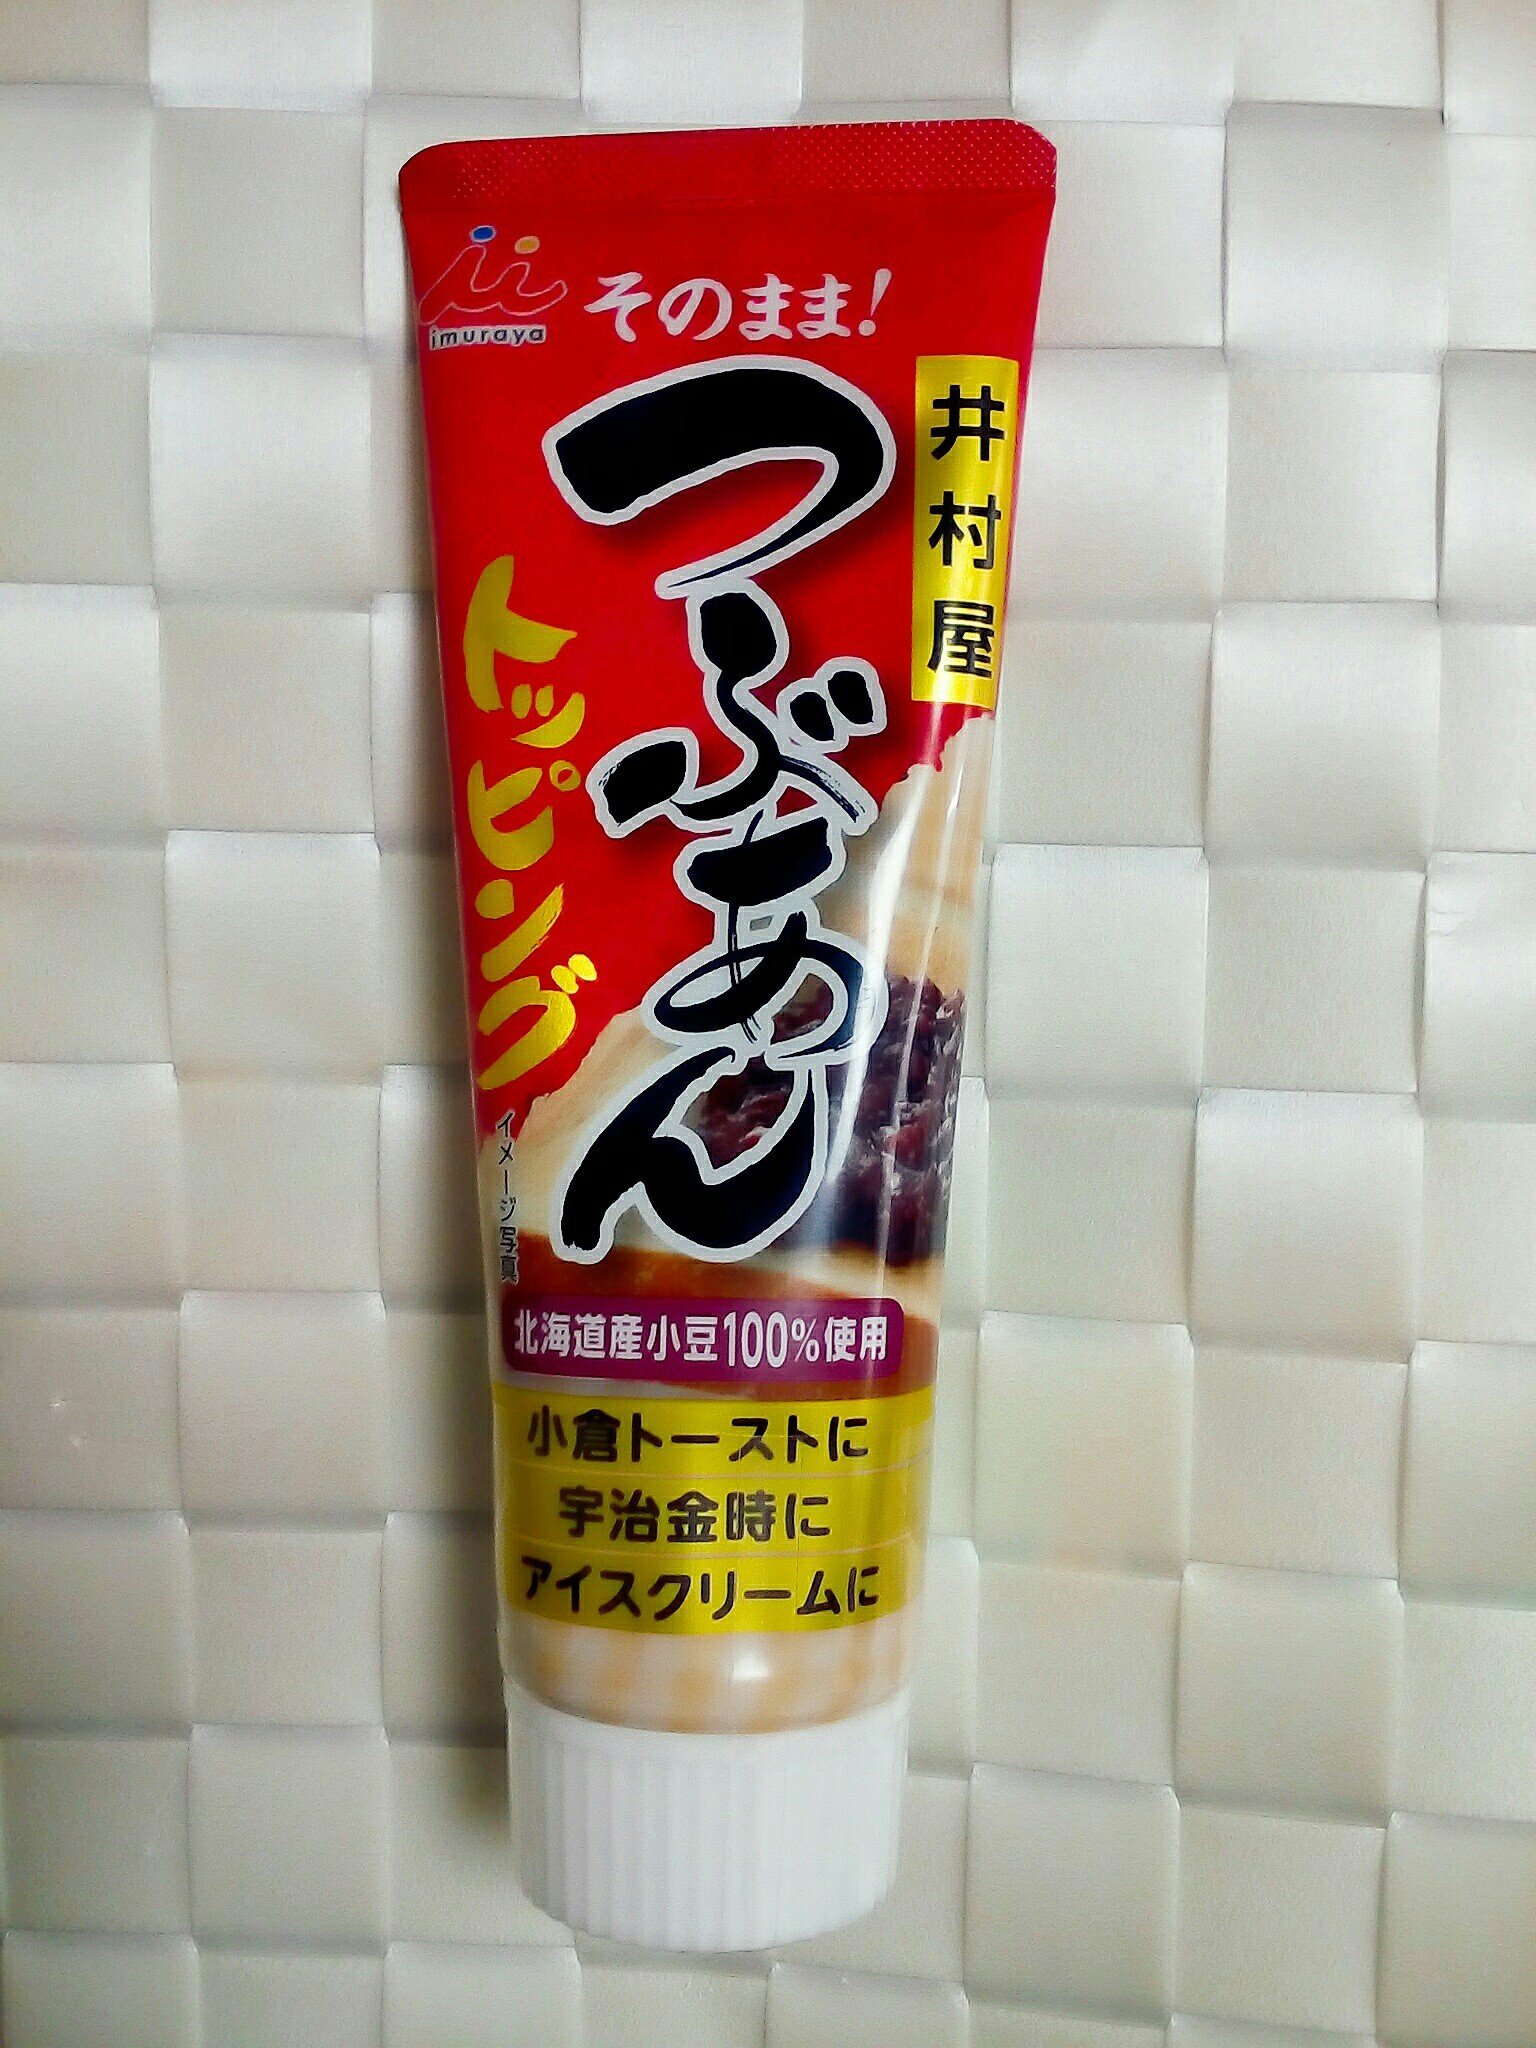 imuraya
そのまま!
井村屋
つぶあん
トッピング
イメージ写真
北海道産小豆100%使用
小倉トーストに
宇治金時に
アイスクリームに